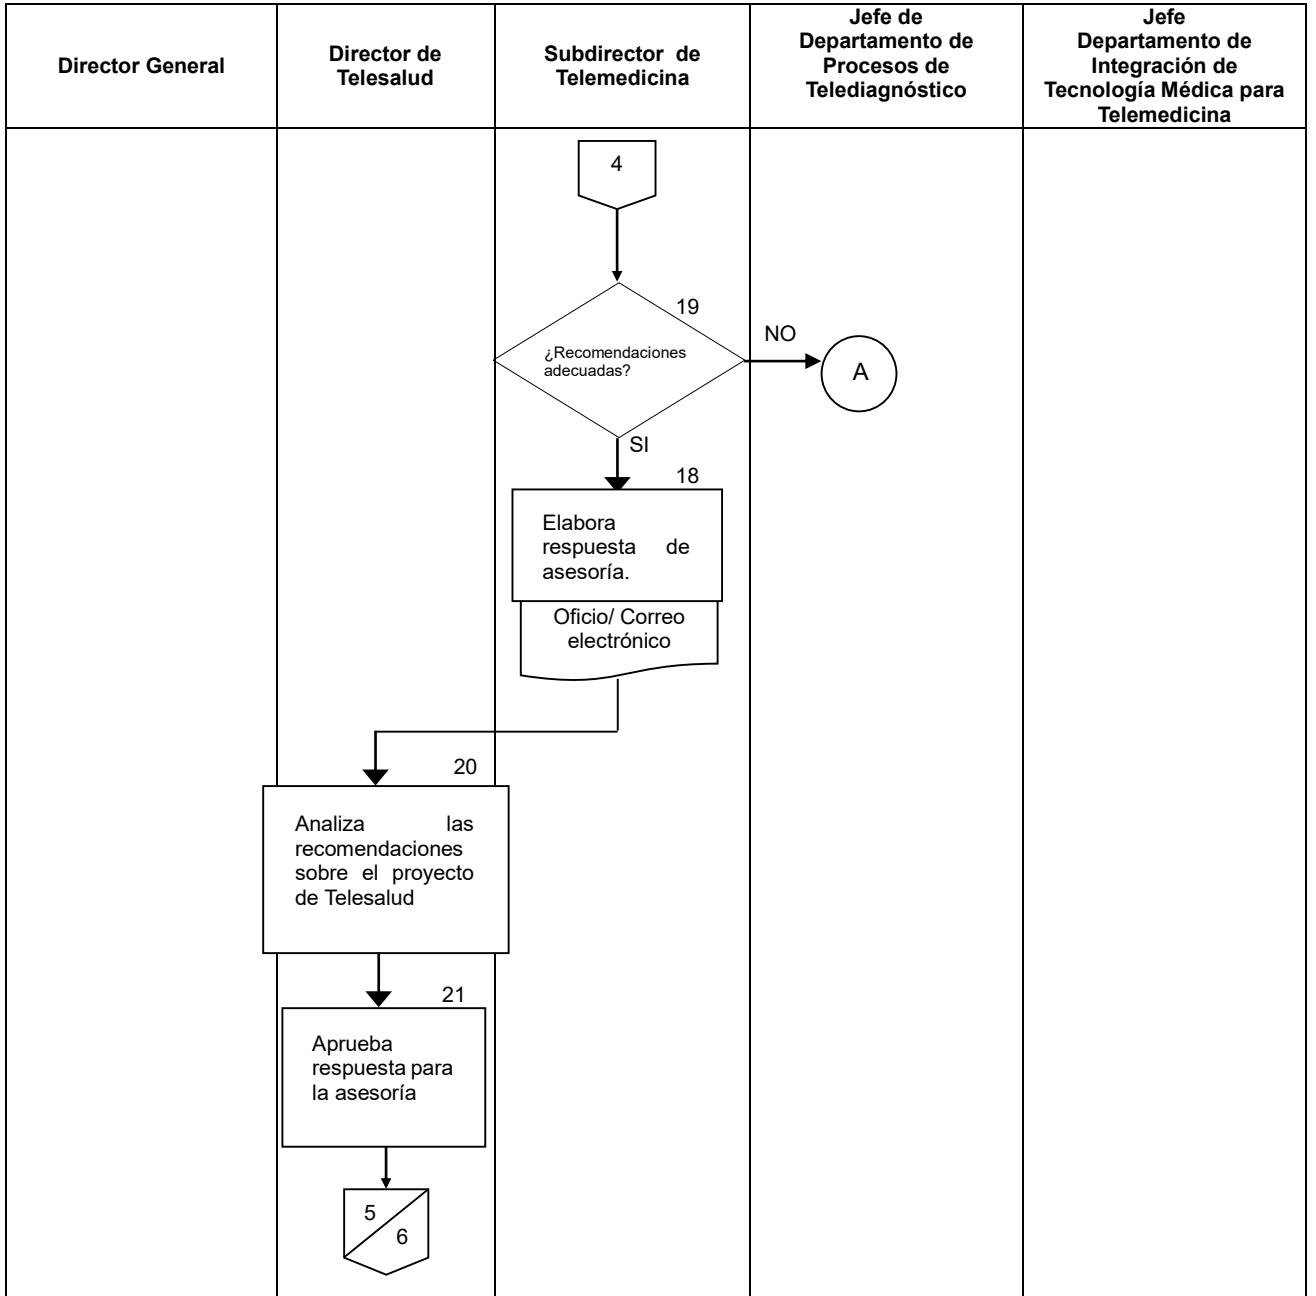 Director General
Director de
Telesalud
Subdirector de
Telemedicina
Jefe de
Departamento de
Procesos de
Telediagnóstico
Jefe
Departamento de
Integración de
Tecnología Médica para
Telemedicina
4
19
¿Recomendaciones
adecuadas?
NO
A
SI
18
Elabora
respuesta de
asesoría.
Oficio/ Correo
electrónico
20
Analiza las
recomendaciones
sobre el proyecto
de Telesalud
21
Aprueba
respuesta para
la asesoría
5
6